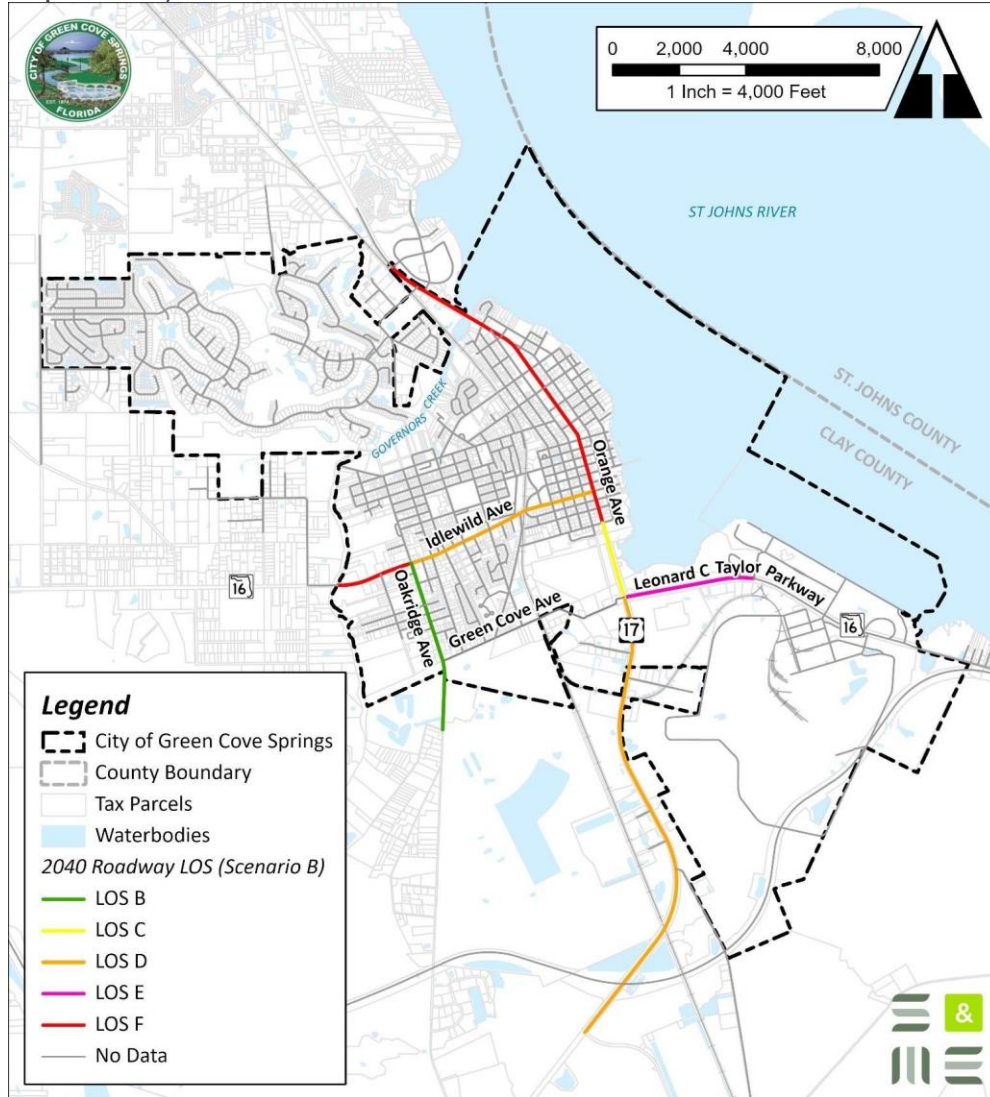 CITY OF GREEN COVE SPRINGS
EST. 1874
FLORIDA
0 2,000 4,000 8,000
1 Inch = 4,000 Feet
ST JOHNS RIVER
ST. JOHNS COUNTY
CLAY COUNTY
GOVERNORS CREEK
Orange Ave
Idlewild Ave
Leonard C Taylor Parkway
16
Oakridge Ave
Green Cove Ave
17
16
Legend
City of Green Cove Springs
County Boundary
Tax Parcels
Waterbodies
2040 Roadway LOS (Scenario B)
LOS B
LOS C
LOS D
LOS E
LOS F
No Data
S &
M E